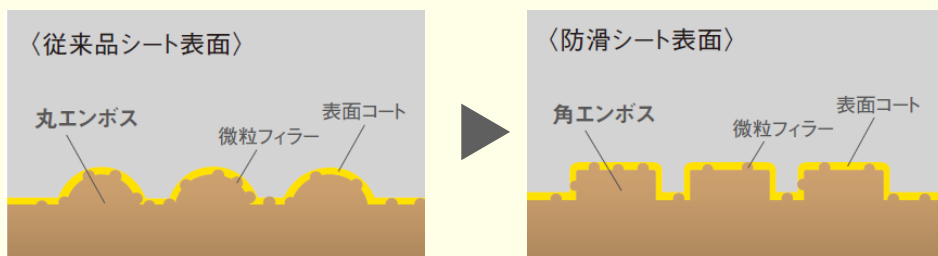 〈従来品シート表面〉
丸エンボス
微粒フィラー
表面コート
〈防滑シート表面〉
角エンボス
微粒フィラー
表面コート